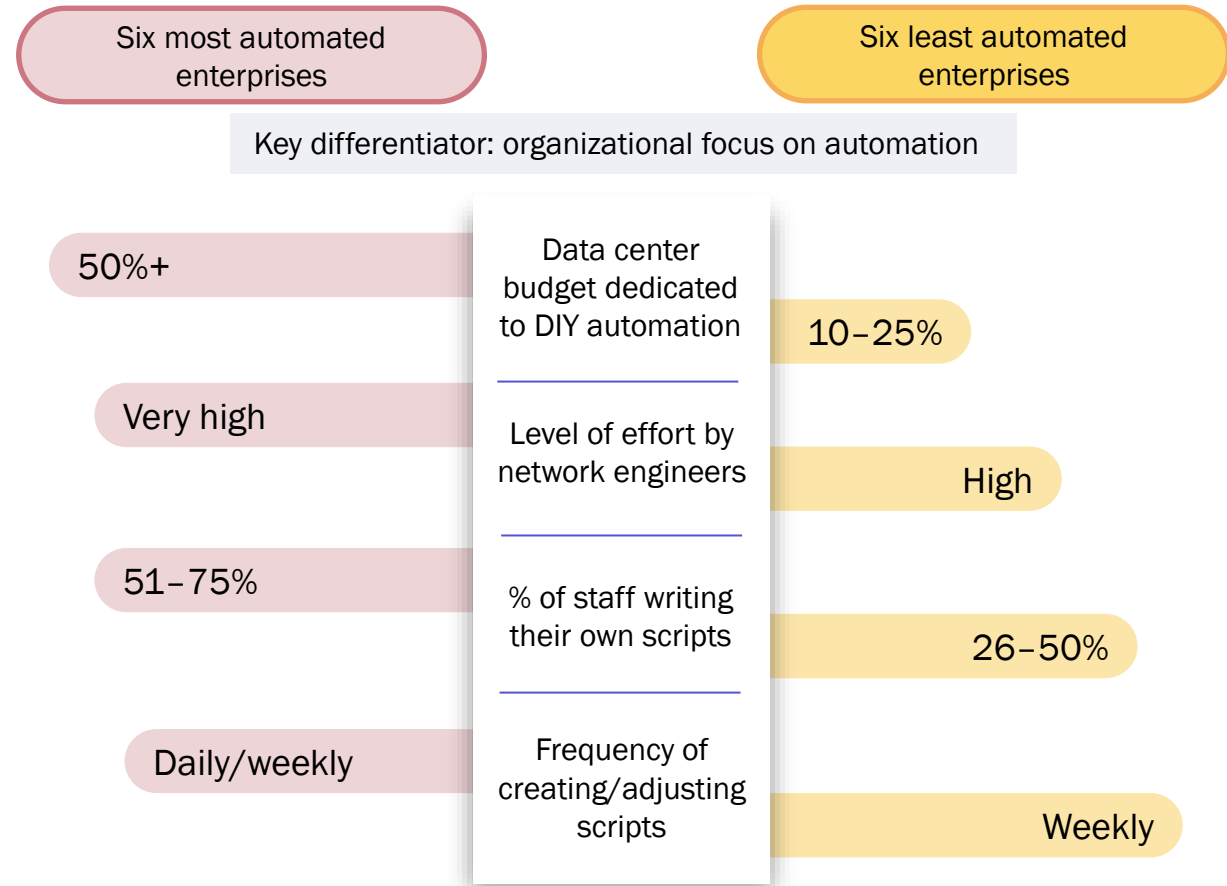 Six most automated
enterprises
Six least automated
enterprises
Key differentiator: organizational focus on automation
50%+
Data center
budget dedicated
to DIY automation
10–25%
Very high
Level of effort by
network engineers
High
51–75%
% of staff writing
their own scripts
26–50%
Daily/weekly
Frequency of
creating/adjusting
scripts
Weekly